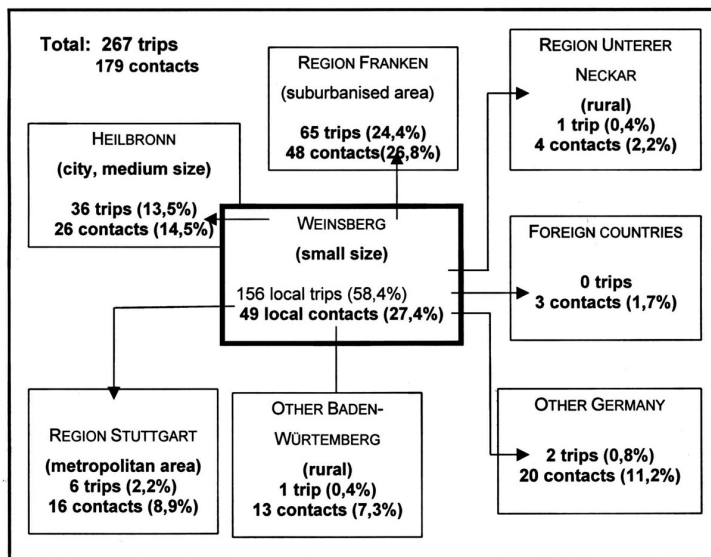 Total: 267 trips
179 contacts
REGION FRANKEN
(suburbanised area)
65 trips (24,4%)
48 contacts(26,8%)
REGION UNTERER
NECKAR
(rural)
1 trip (0,4%)
4 contacts (2,2%)
HEILBRONN
(city, medium size)
36 trips (13,5%)
26 contacts (14,5%)
WEINSBERG
(small size)
156 local trips (58,4%)
49 local contacts (27,4%)
FOREIGN COUNTRIES
0 trips
3 contacts (1,7%)
REGION STUTTGART
(metropolitan area)
6 trips (2,2%)
16 contacts (8,9%)
OTHER BADEN-
WÜRTEMBERG
(rural)
1 trip (0,4%)
13 contacts (7,3%)
OTHER GERMANY
2 trips (0,8%)
20 contacts (11,2%)